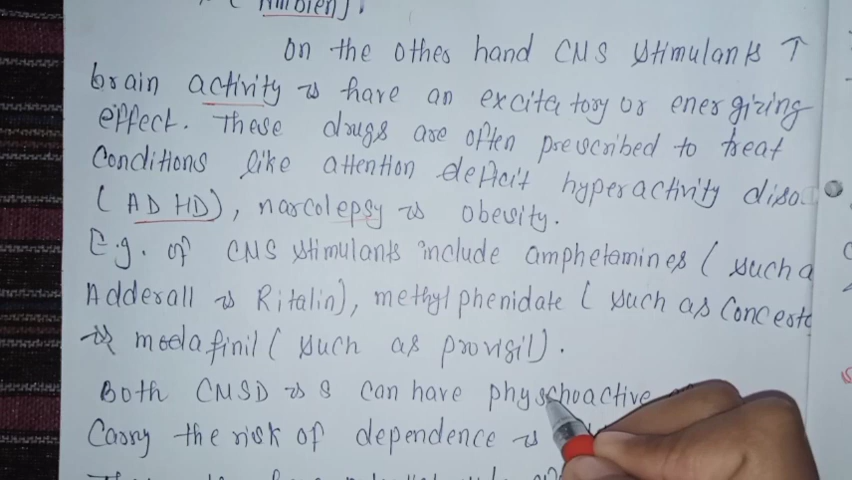 ( Ambien).
On the other hand CNS stimulants ↑
brain activity & have an excitatory or energizing
effect. These drugs are often prescribed to treat
Conditions like attention deficit hyperactivity diso
( ADHD), narcolepsy & obesity.
E.g. of CNS stimulants include amphetamines ( such a
Adderall & Ritalin), methylphenidate ( such as Concerta
& modafinil ( such as provigil).
Both CNSD & S can have physchoactive
Carry the risk of dependence &